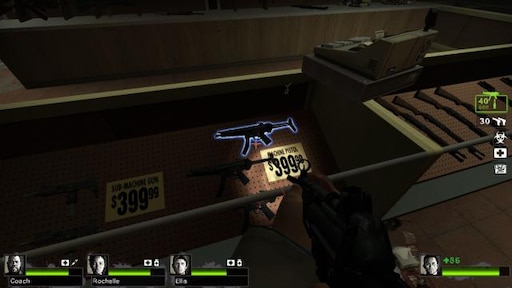 SUB-MACHINE GUN
$399.99
MACHINE PISTOL
$399.99
40
30
Coach
Rochelle
Ellis
+86